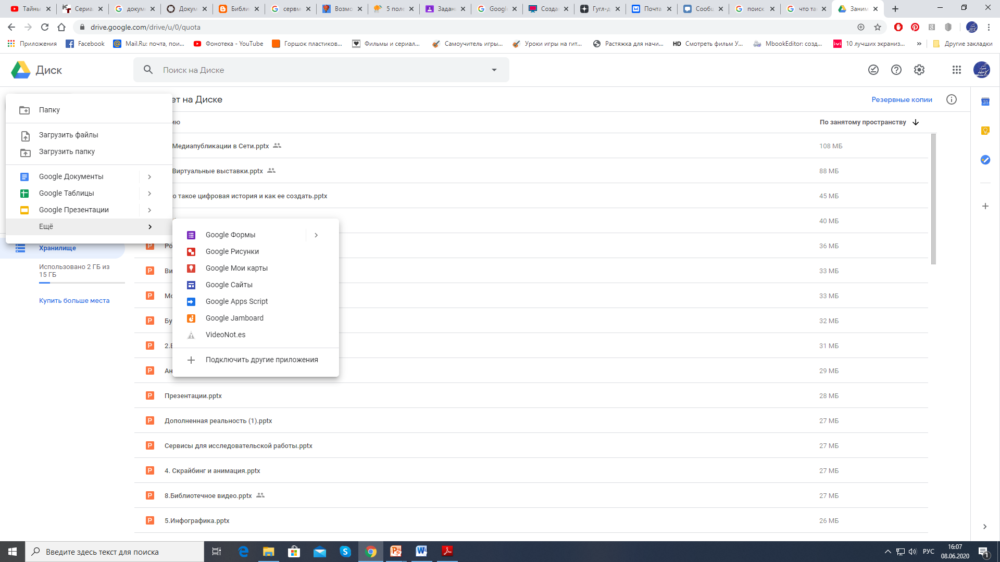 Тайны
Сериа
докум
Докум
Библи
сервм
Возмо
5 поле
Задан
Google
Созда
Гугл-д
Почта
Сообщ
поиск
что та
Заним
drive.google.com/drive/u/0/quota
Приложения
Facebook
Mail.Ru: почта, пои...
Фонотека - YouTube
Горшок пластиков...
Фильмы и сериал...
Самоучитель игры...
Уроки игры на гит...
Растяжка для начи...
HD Смотреть фильм У...
MbookEditor: созд...
10 лучших экраниз...
Другие закладки
Диск
Поиск на Диске
ет на Диске
Резервные копии
ию
По занятому пространству
Папку
Загрузить файлы
Загрузить папку
Google Документы
Google Таблицы
Google Презентации
Ещё
Хранилище
Использовано 2 ГБ из
15 ГБ
Купить больше места
Google Формы
Google Рисунки
Google Мои карты
Google Сайты
Google Apps Script
Google Jamboard
VideoNot.es
Подключить другие приложения
Медиапубликации в Сети.pptx 108 МБ
Виртуальные выставки.pptx 88 МБ
о такое цифровая история и как ее создать.pptx 45 МБ
40 МБ
Ро 36 МБ
Ви 33 МБ
Мо 33 МБ
Бу 32 МБ
2.В 31 МБ
Ан 29 МБ
Презентации.pptx 28 МБ
Дополненная реальность (1).pptx 27 МБ
Сервисы для исследовательской работы.pptx 27 МБ
4. Скрайбинг и анимация.pptx 27 МБ
8.Библиотечное видео.pptx 27 МБ
5.Инфографика.pptx 26 МБ
31
Введите здесь текст для поиска
РУС
16:07
08.06.2020
1